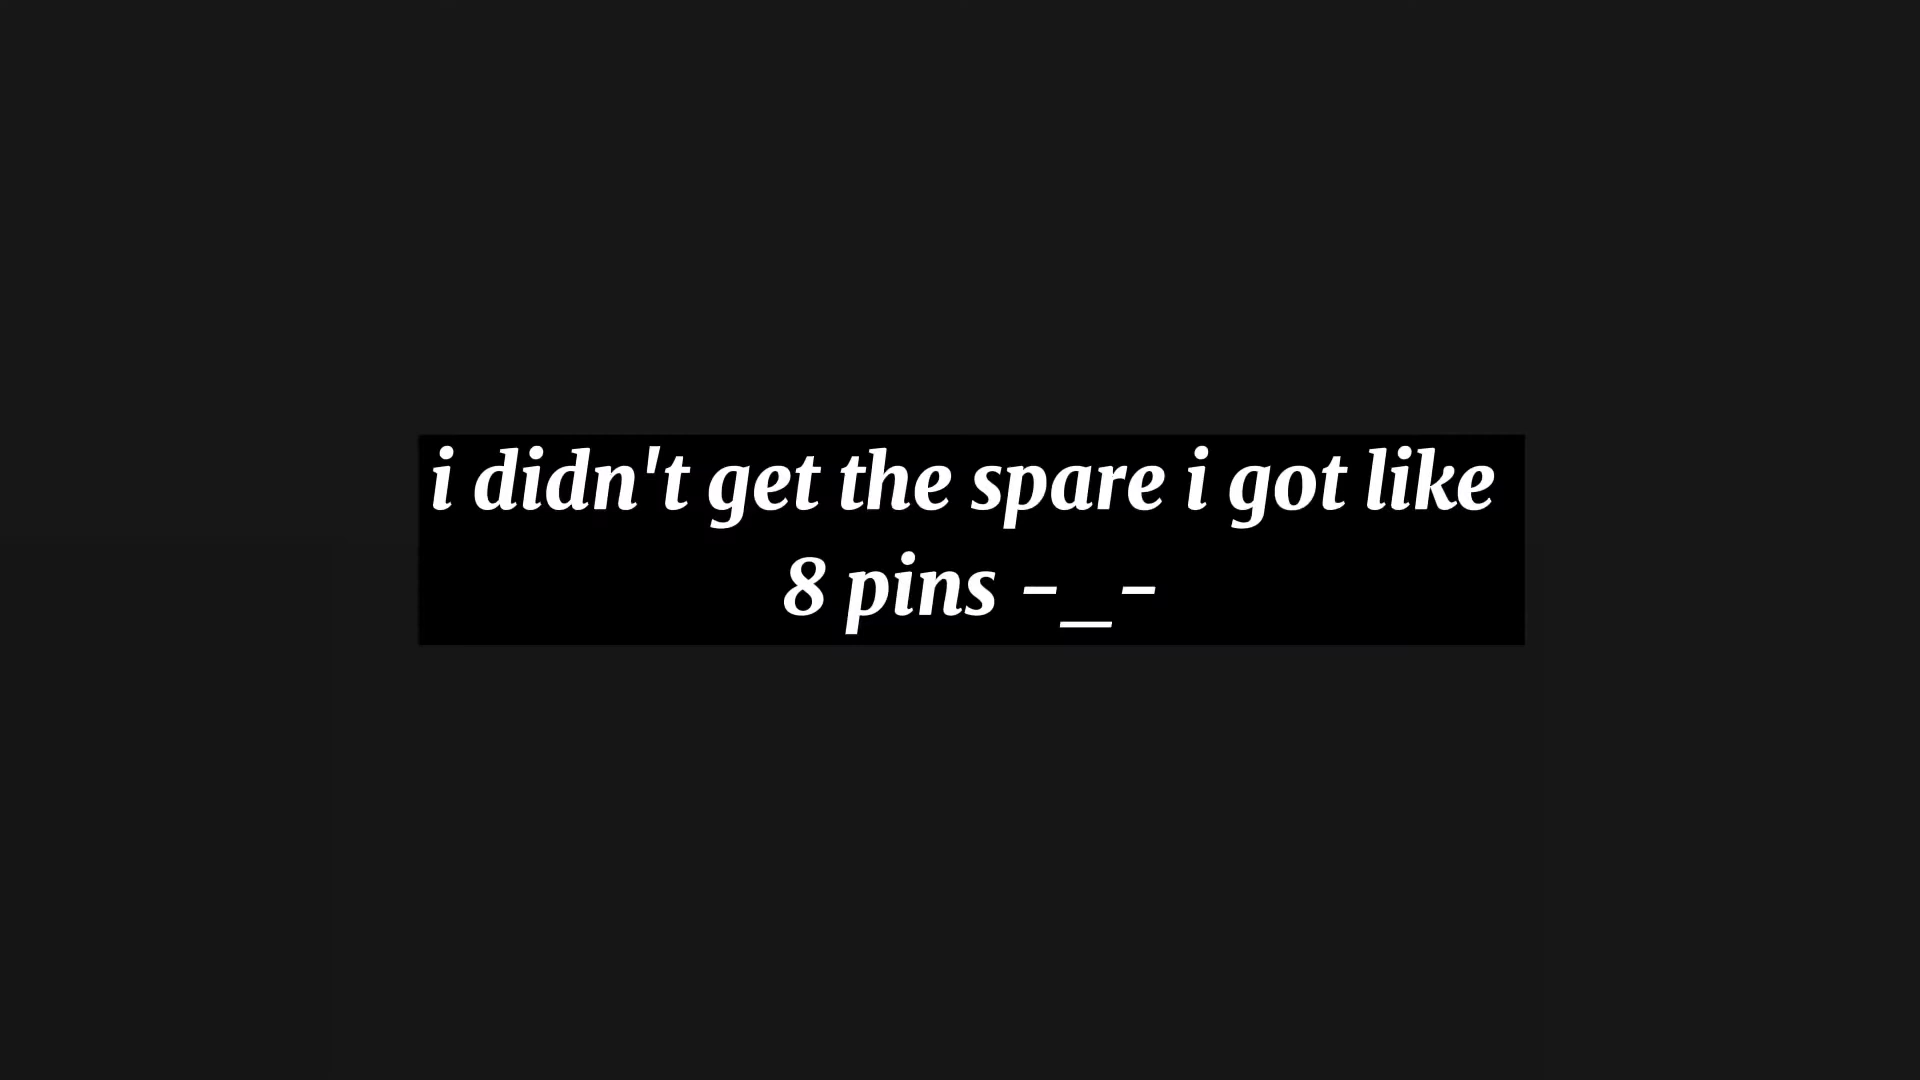 i didn't get the spare i got like
8 pins -_-